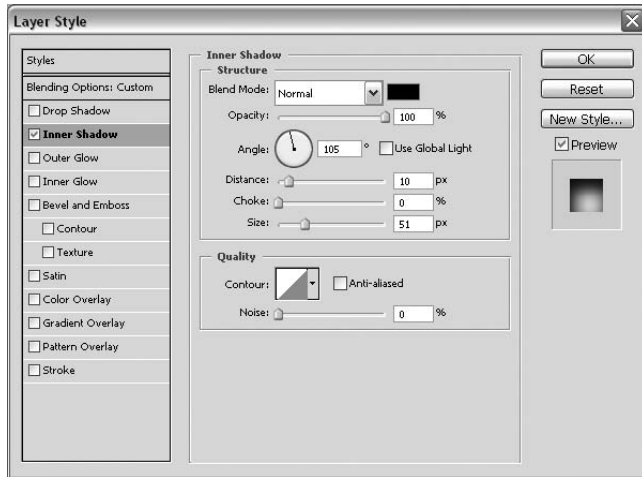 Layer Style
Styles
Blending Options: Custom
Drop Shadow
Inner Shadow
Outer Glow
Inner Glow
Bevel and Emboss
Contour
Texture
Satin
Color Overlay
Gradient Overlay
Pattern Overlay
Stroke
Inner Shadow
Structure
Blend Mode: Normal
Opacity: 100 %
Angle: 105 ° Use Global Light
Distance: 10 px
Choke: 0 %
Size: 51 px
Quality
Contour: Anti-aliased
Noise: 0 %
OK
Reset
New Style...
Preview